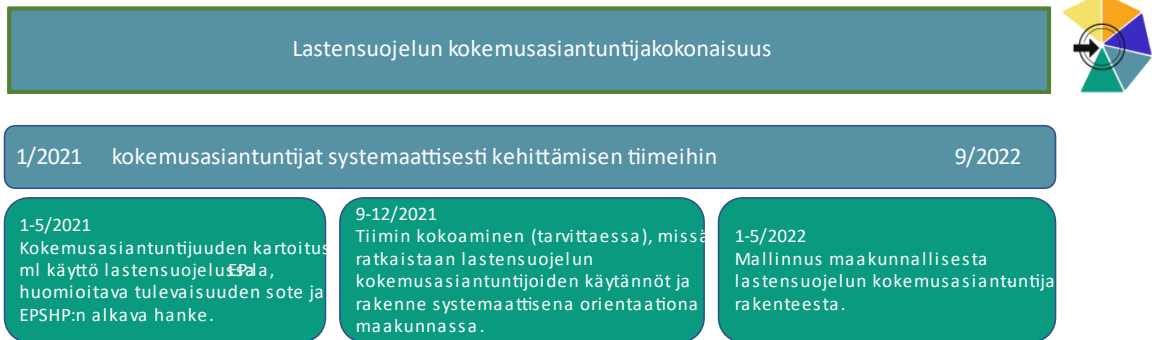 Lastensuojelun kokemusasiantuntijakokonaisuus
1/2021 kokemusasiantuntijat systemaattisesti kehittämisen tiimeihin 9/2022
1-5/2021
Kokemusasiantuntijuuden kartoitus
ml käyttö lastensuojelussa,
huomioitava tulevaisuuden sote ja
EPSHP:n alkava hanke.
9-12/2021
Tiimin kokoaminen (tarvittaessa), missä
ratkaistaan lastensuojelun
kokemusasiantuntijoiden käytännöt ja
rakenne systemaattisena orientaationa
maakunnassa.
1-5/2022
Mallinnus maakunnallisesta
lastensuojelun kokemusasiantuntija-
rakenteesta.